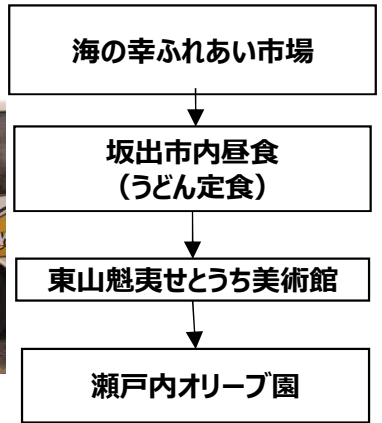 海の幸ふれあい市場
坂出市内昼食
（うどん定食）
東山魁夷せとうち美術館
瀬戸内オリーブ園